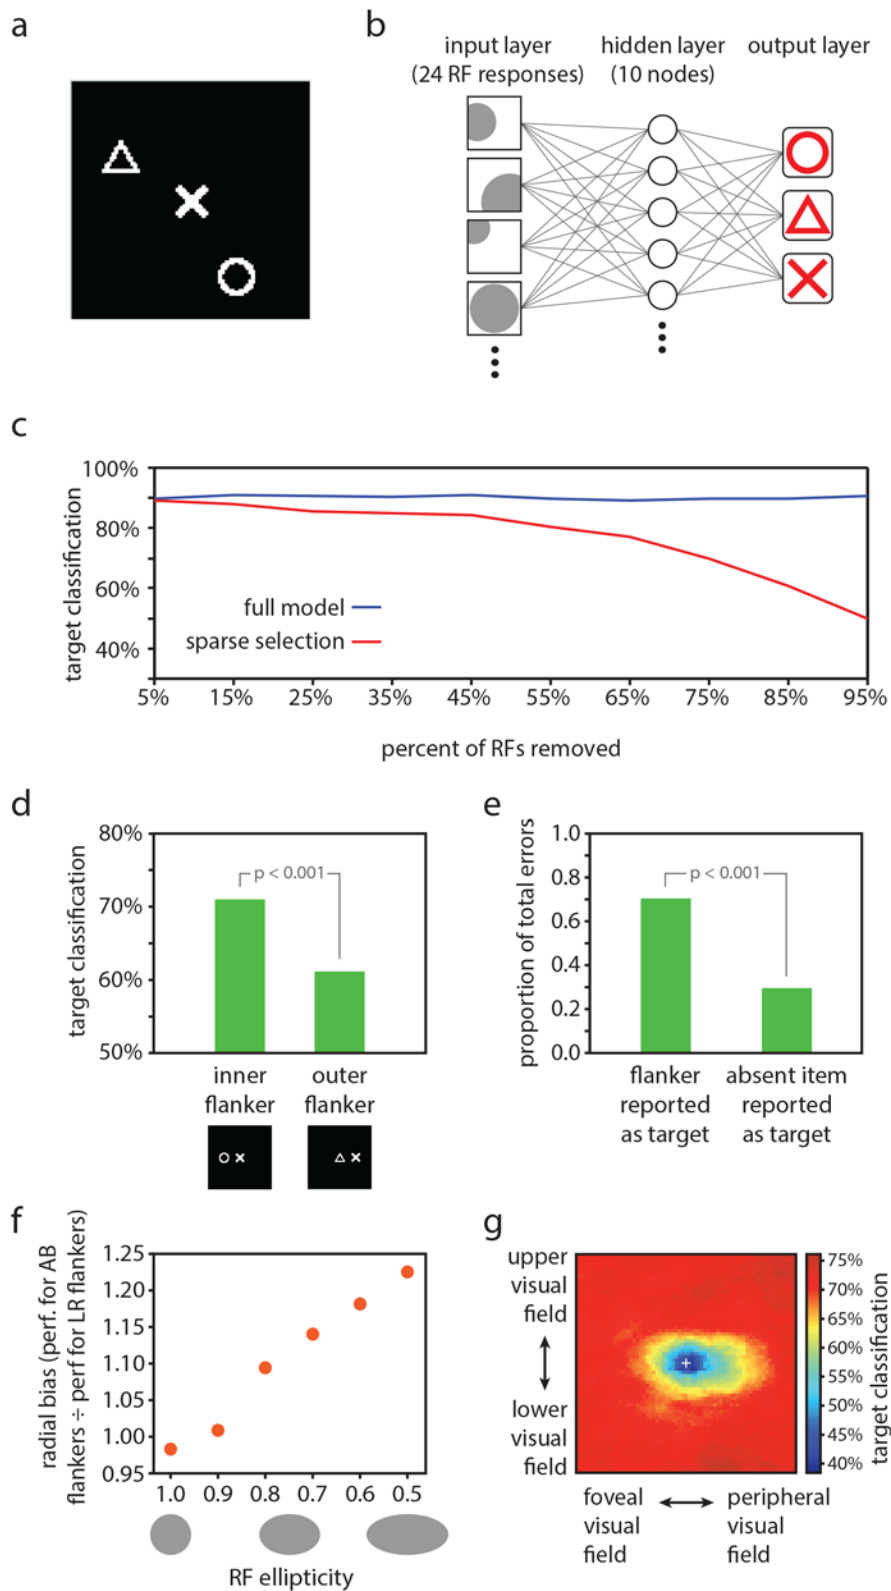 a
b
input layer
(24 RF responses)
hidden layer
(10 nodes)
output layer
c
target classification
100%
80%
60%
40%
full model
sparse selection
5%
15%
25%
35%
45%
55%
65%
75%
85%
95%
percent of RFs removed
d
target classification
80%
70%
60%
50%
p < 0.001
inner
flanker
outer
flanker
e
proportion of total errors
1.0
0.8
0.6
0.4
0.2
0.0
p < 0.001
flanker
reported
as target
absent item
reported
as target
f
radial bias (perf. for AB
flankers ÷ perf for LR flankers)
1.25
1.20
1.15
1.10
1.05
1.00
0.95
1.0
0.9
0.8
0.7
0.6
0.5
RF ellipticity
g
upper
visual
field
lower
visual
field
foveal
visual
field
peripheral
visual
field
75%
70%
65%
60%
55%
50%
45%
40%
target classification